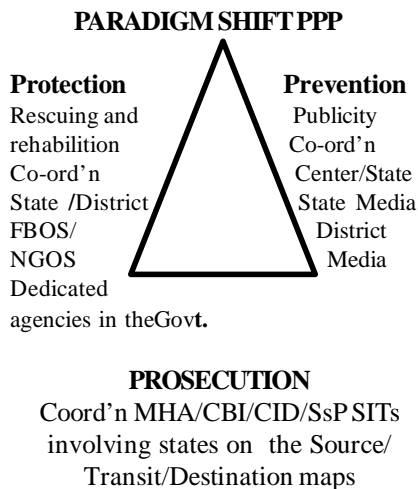 PARADIGM SHIFT PPP
Protection
Rescuing and
rehabilition
Co-ord'n
State /District
FBOS/
NGOS
Dedicated
agencies in theGovt.
Prevention
Publicity
Co-ord'n
Center/State
State Media
District
Media
PROSECUTION
Coord'n MHA/CBI/CID/SsP SITs
involving states on the Source/
Transit/Destination maps